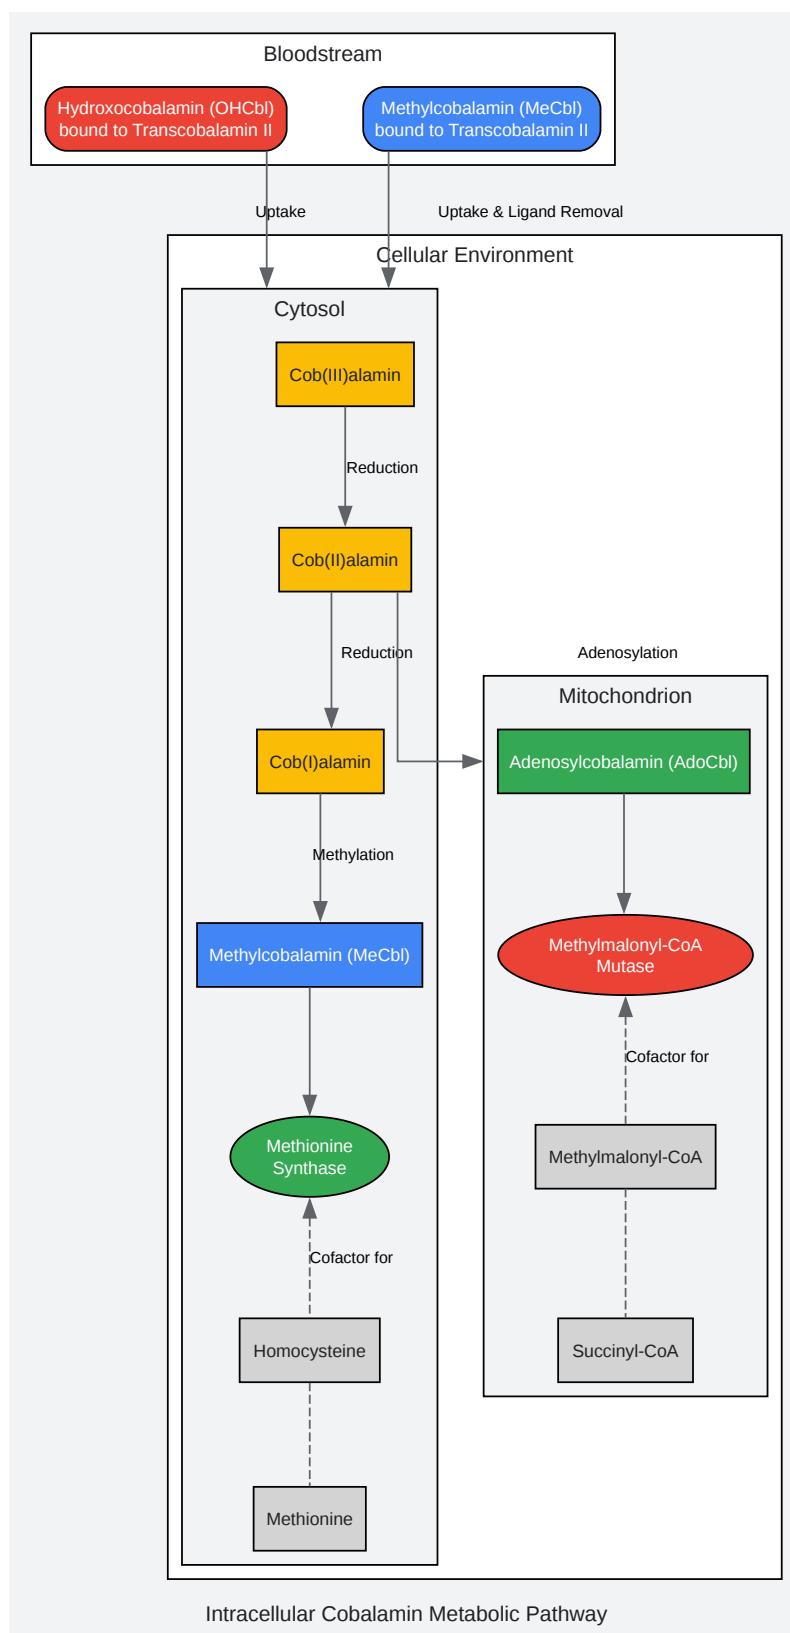 Bloodstream
Hydroxocobalamin (OHCbl)
bound to Transcobalamin II
Methylcobalamin (MeCbl)
bound to Transcobalamin II
Uptake
Uptake & Ligand Removal
Cellular Environment
Cytosol
Cob(III)alamin
Reduction
Cob(II)alamin
Reduction
Adenosylation
Mitochondrion
Cob(I)alamin
Adenosylcobalamin (AdoCbl)
Methylation
Methylcobalamin (MeCbl)
Methylmalonyl-CoA
Mutase
Cofactor for
Methionine
Synthase
Methylmalonyl-CoA
Cofactor for
Homocysteine
Succinyl-CoA
Methionine
Intracellular Cobalamin Metabolic Pathway